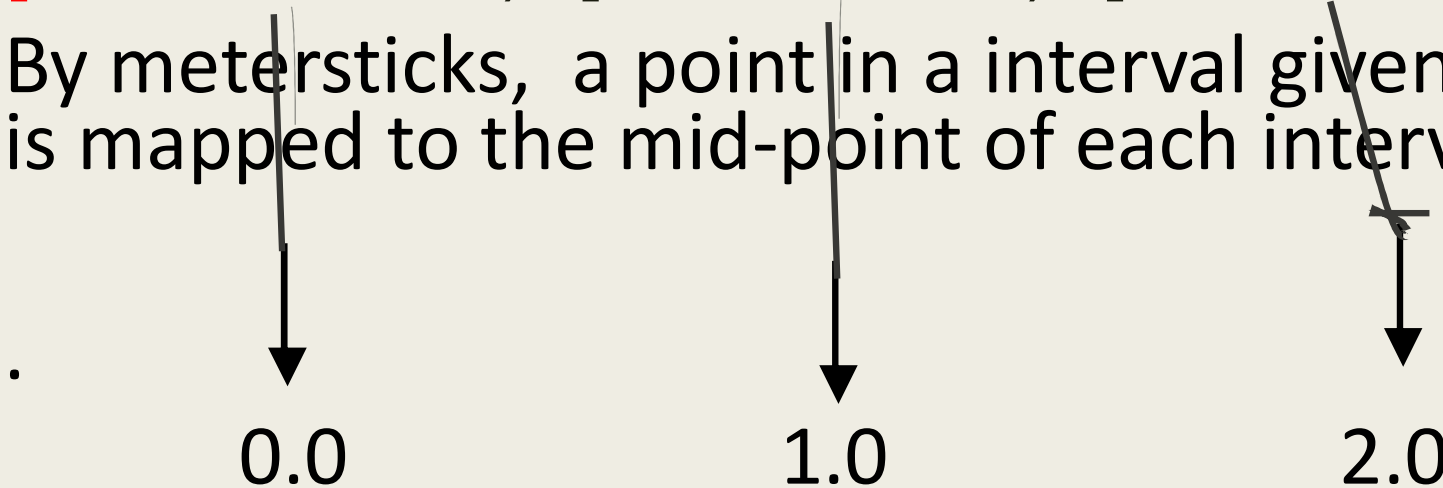 By metersticks, a point in a interval given
is mapped to the mid-point of each interv
.
0.0 1.0 2.0